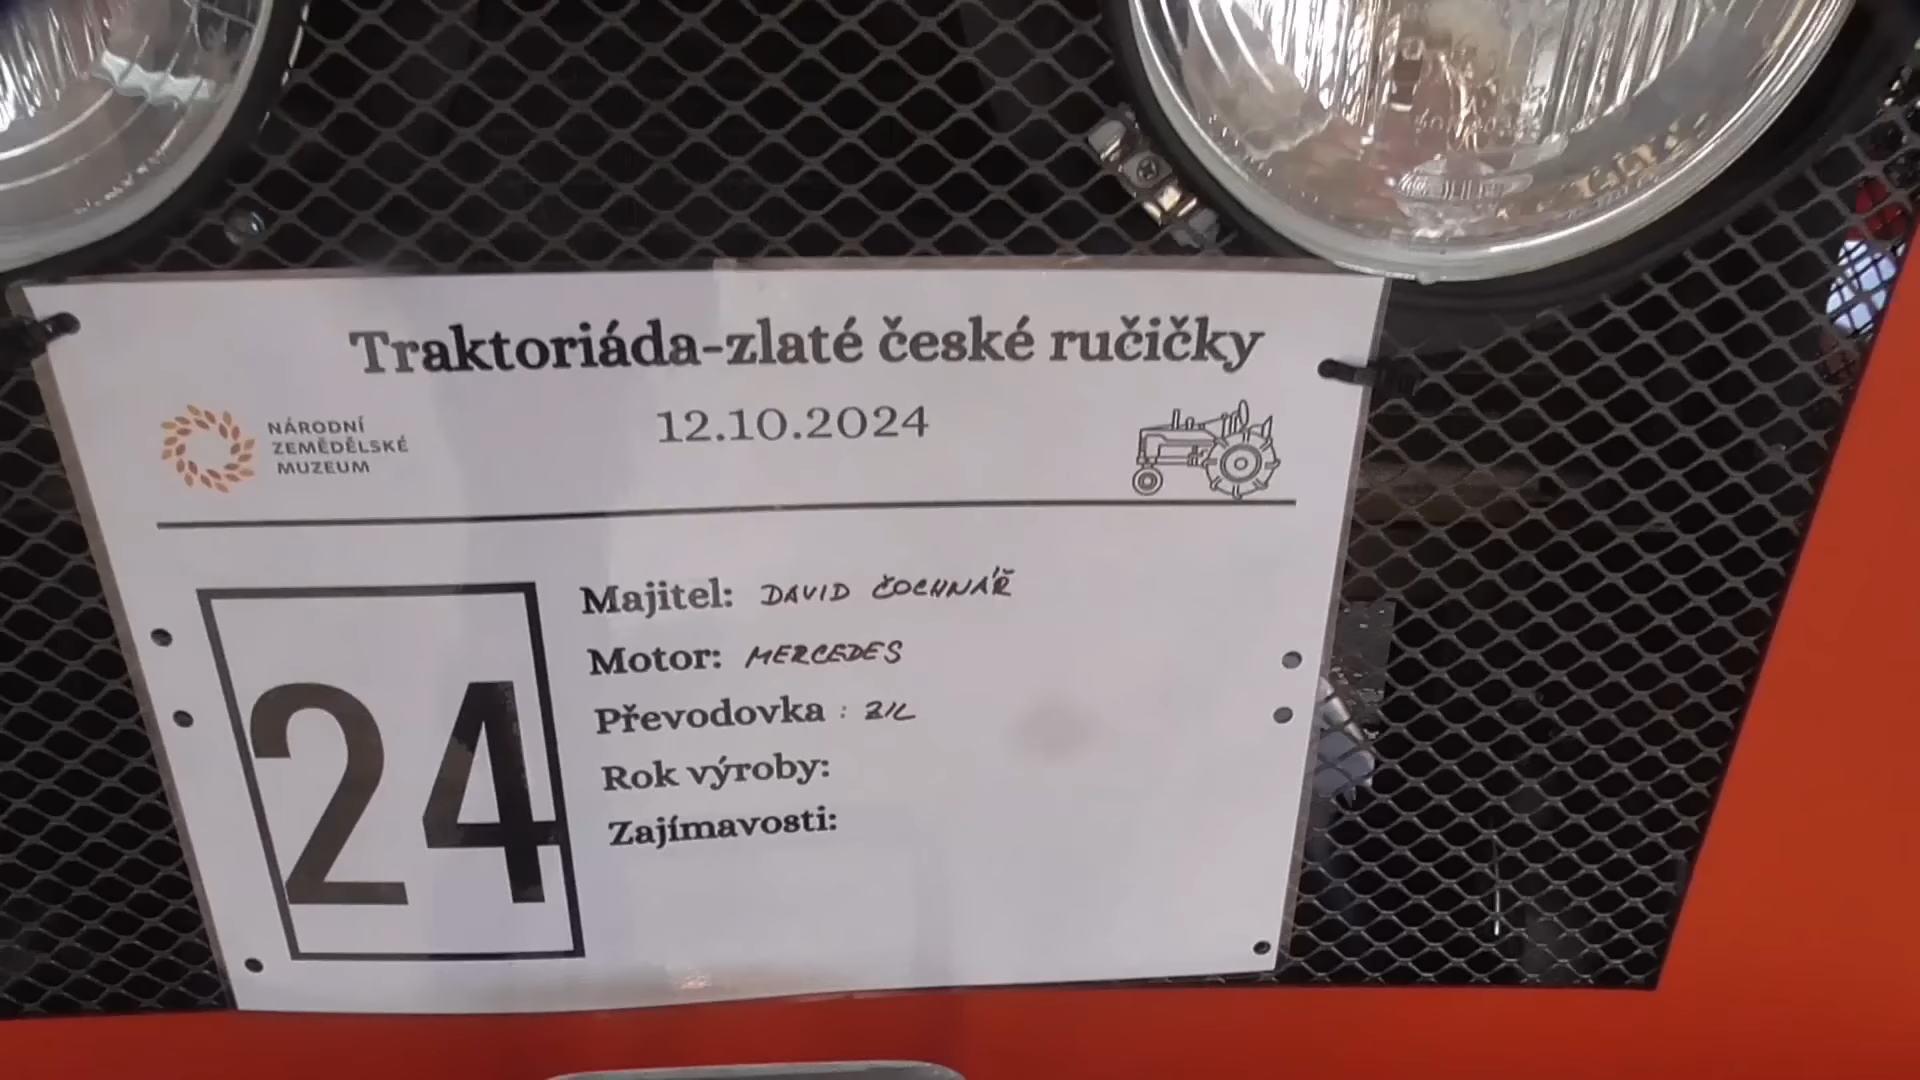 Traktoriáda-zlaté české ručičky
12.10.2024
NÁRODNÍ
ZEMĚDĚLSKÉ
MUZEUM
24
Majitel: DAVID ČOCHNÁŘ
Motor: MERCEDES
Převodovka : ZIL
Rok výroby:
Zajímavosti: